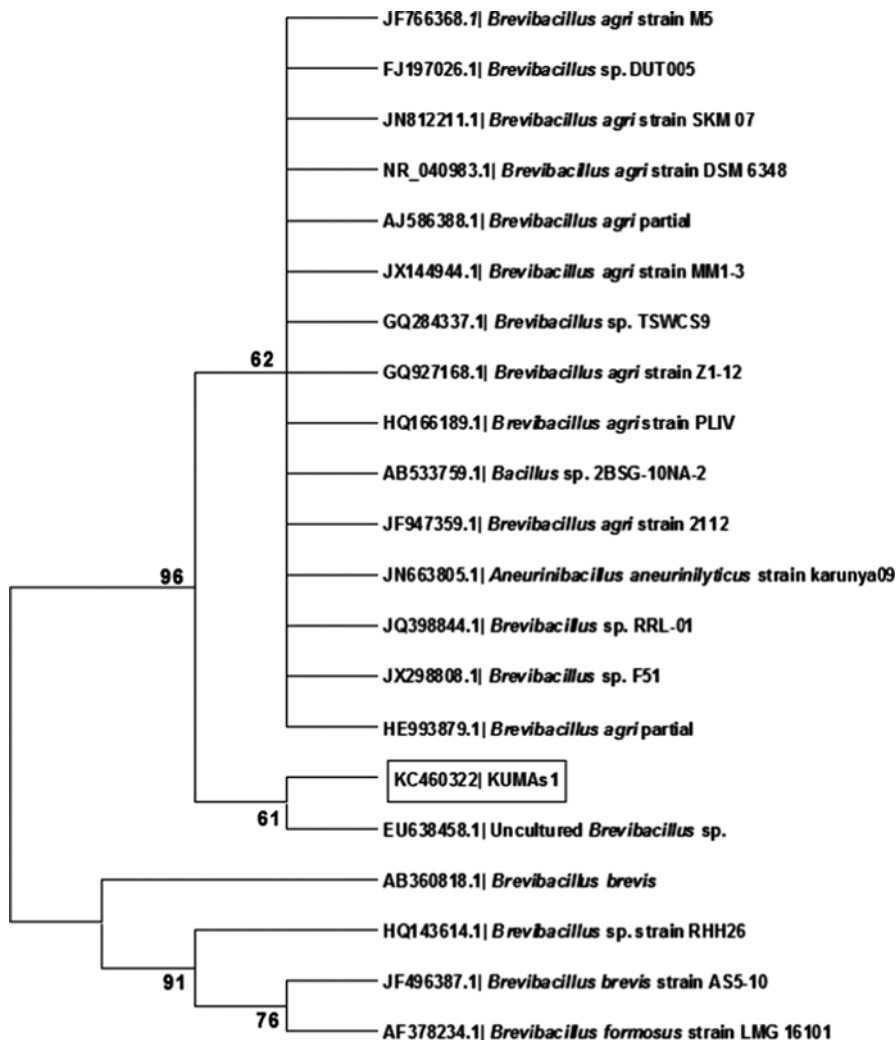 JF766368.1| Brevibacillus agri strain M5
FJ197026.1| Brevibacillus sp. DUT005
JN812211.1| Brevibacillus agri strain SKM 07
NR_040983.1| Brevibacillus agri strain DSM 6348
AJ586388.1| Brevibacillus agri partial
JX144944.1| Brevibacillus agri strain MM1-3
GQ284337.1| Brevibacillus sp. TSWCS9
62
GQ927168.1| Brevibacillus agri strain Z1-12
HQ166189.1| Brevibacillus agri strain PLIV
AB533759.1| Bacillus sp. 2BSG-10NA-2
JF947359.1| Brevibacillus agri strain 2112
96
JN663805.1| Aneurinibacillus aneurinilyticus strain karunya09
JQ398844.1| Brevibacillus sp. RRL-01
JX298808.1| Brevibacillus sp. F51
HE993879.1| Brevibacillus agri partial
KC460322| KUMAs1
61
EU638458.1| Uncultured Brevibacillus sp.
AB360818.1| Brevibacillus brevis
HQ143614.1| Brevibacillus sp. strain RHH26
91
JF496387.1| Brevibacillus brevis strain AS5-10
76
AF378234.1| Brevibacillus formosus strain LMG 16101